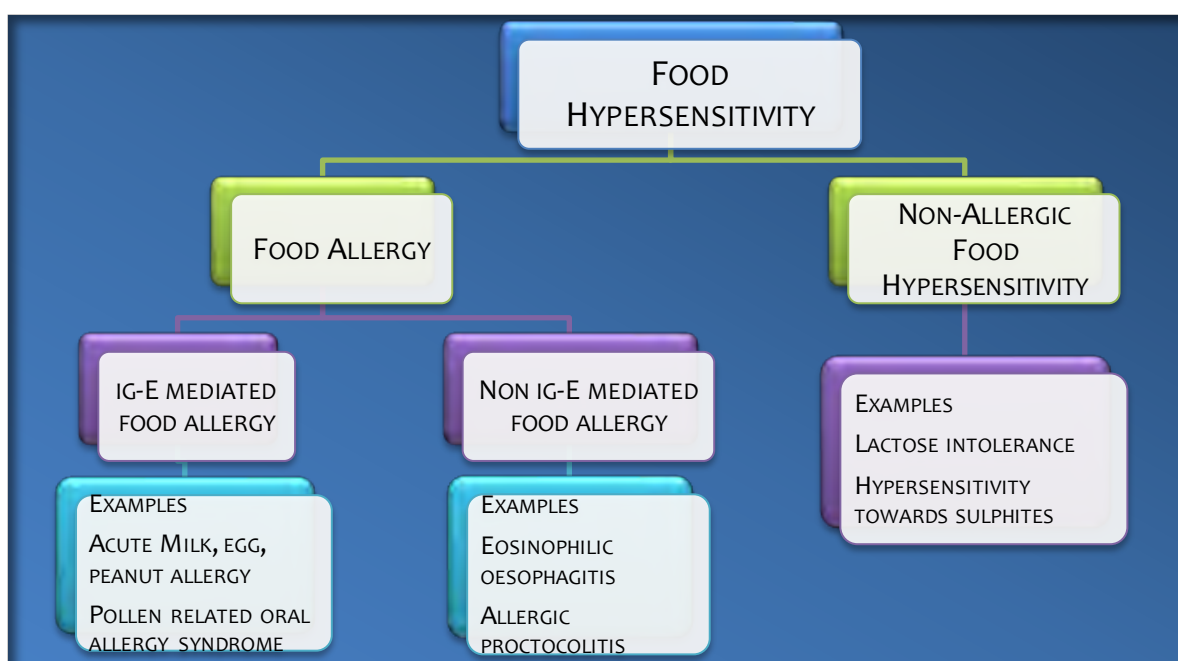 FOOD
HYPERSENSITIVITY
FOOD ALLERGY
NON-ALLERGIC
FOOD
HYPERSENSITIVITY
IG-E MEDIATED
FOOD ALLERGY
NON IG-E MEDIATED
FOOD ALLERGY
EXAMPLES
LACTOSE INTOLERANCE
HYPERSENSITIVITY
TOWARDS SULPHITES
EXAMPLES
ACUTE MILK, EGG,
PEANUT ALLERGY
POLLEN RELATED ORAL
ALLERGY SYNDROME
EXAMPLES
EOSINOPHILIC
OESOPHAGITIS
ALLERGIC
PROCTOCOLITIS